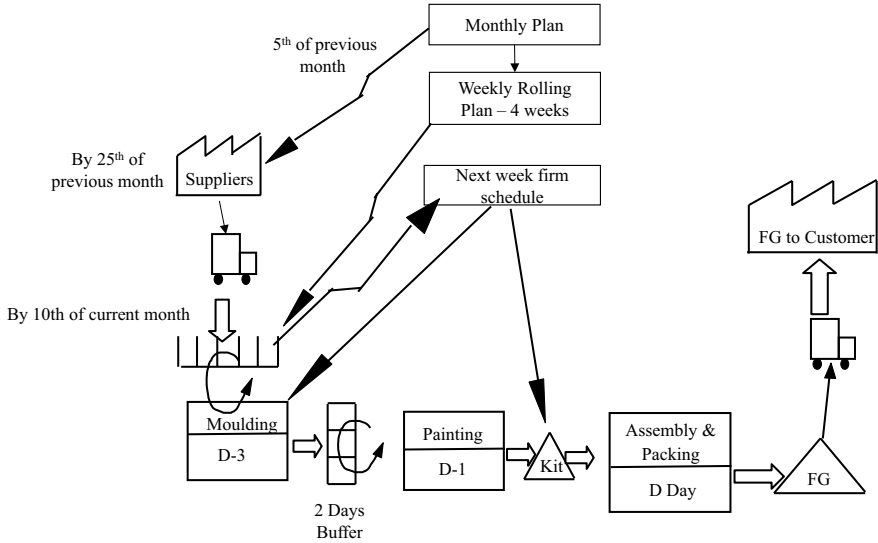 Monthly Plan
5th of previous
month
Weekly Rolling
Plan – 4 weeks
By 25th of
previous month
Suppliers
Next week firm
schedule
FG to Customer
By 10th of current month
Moulding
D-3
2 Days
Buffer
Painting
D-1
Kit
Assembly &
Packing
D Day
FG